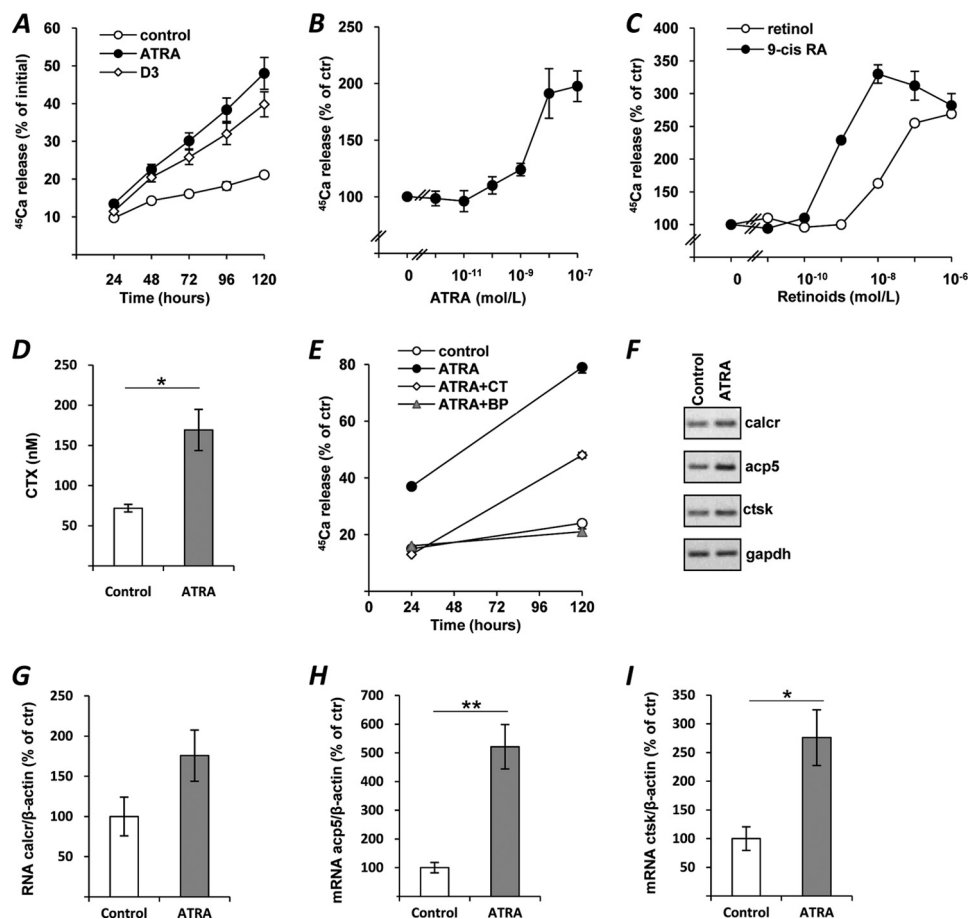 A
control
ATRA
D3
⁴⁵Ca release (% of initial)
60
50
40
30
20
10
24 48 72 96 120
Time (hours)
B
⁴⁵Ca release (% of ctr)
250
200
150
100
0 10⁻¹¹ 10⁻⁹ 10⁻⁷
ATRA (mol/L)
C
retinol
9-cis RA
⁴⁵Ca release (% of ctr)
400
350
300
250
200
150
100
0 10⁻¹⁰ 10⁻⁸ 10⁻⁶
Retinoids (mol/L)
D
CTX (nM)
250
200
150
100
50
*
Control ATRA
E
control
ATRA
ATRA+CT
ATRA+BP
⁴⁵Ca release (% of ctr)
80
60
40
20
0 24 48 72 96 120
Time (hours)
F
Control
ATRA
calcr
acp5
ctsk
gapdh
G
RNA calcr/β-actin (% of ctr)
250
200
150
100
50
Control ATRA
H
mRNA acp5/β-actin (% of ctr)
700
600
500
400
300
200
100
**
Control ATRA
I
mRNA ctsk/β-actin (% of ctr)
350
300
250
200
150
100
50
*
Control ATRA